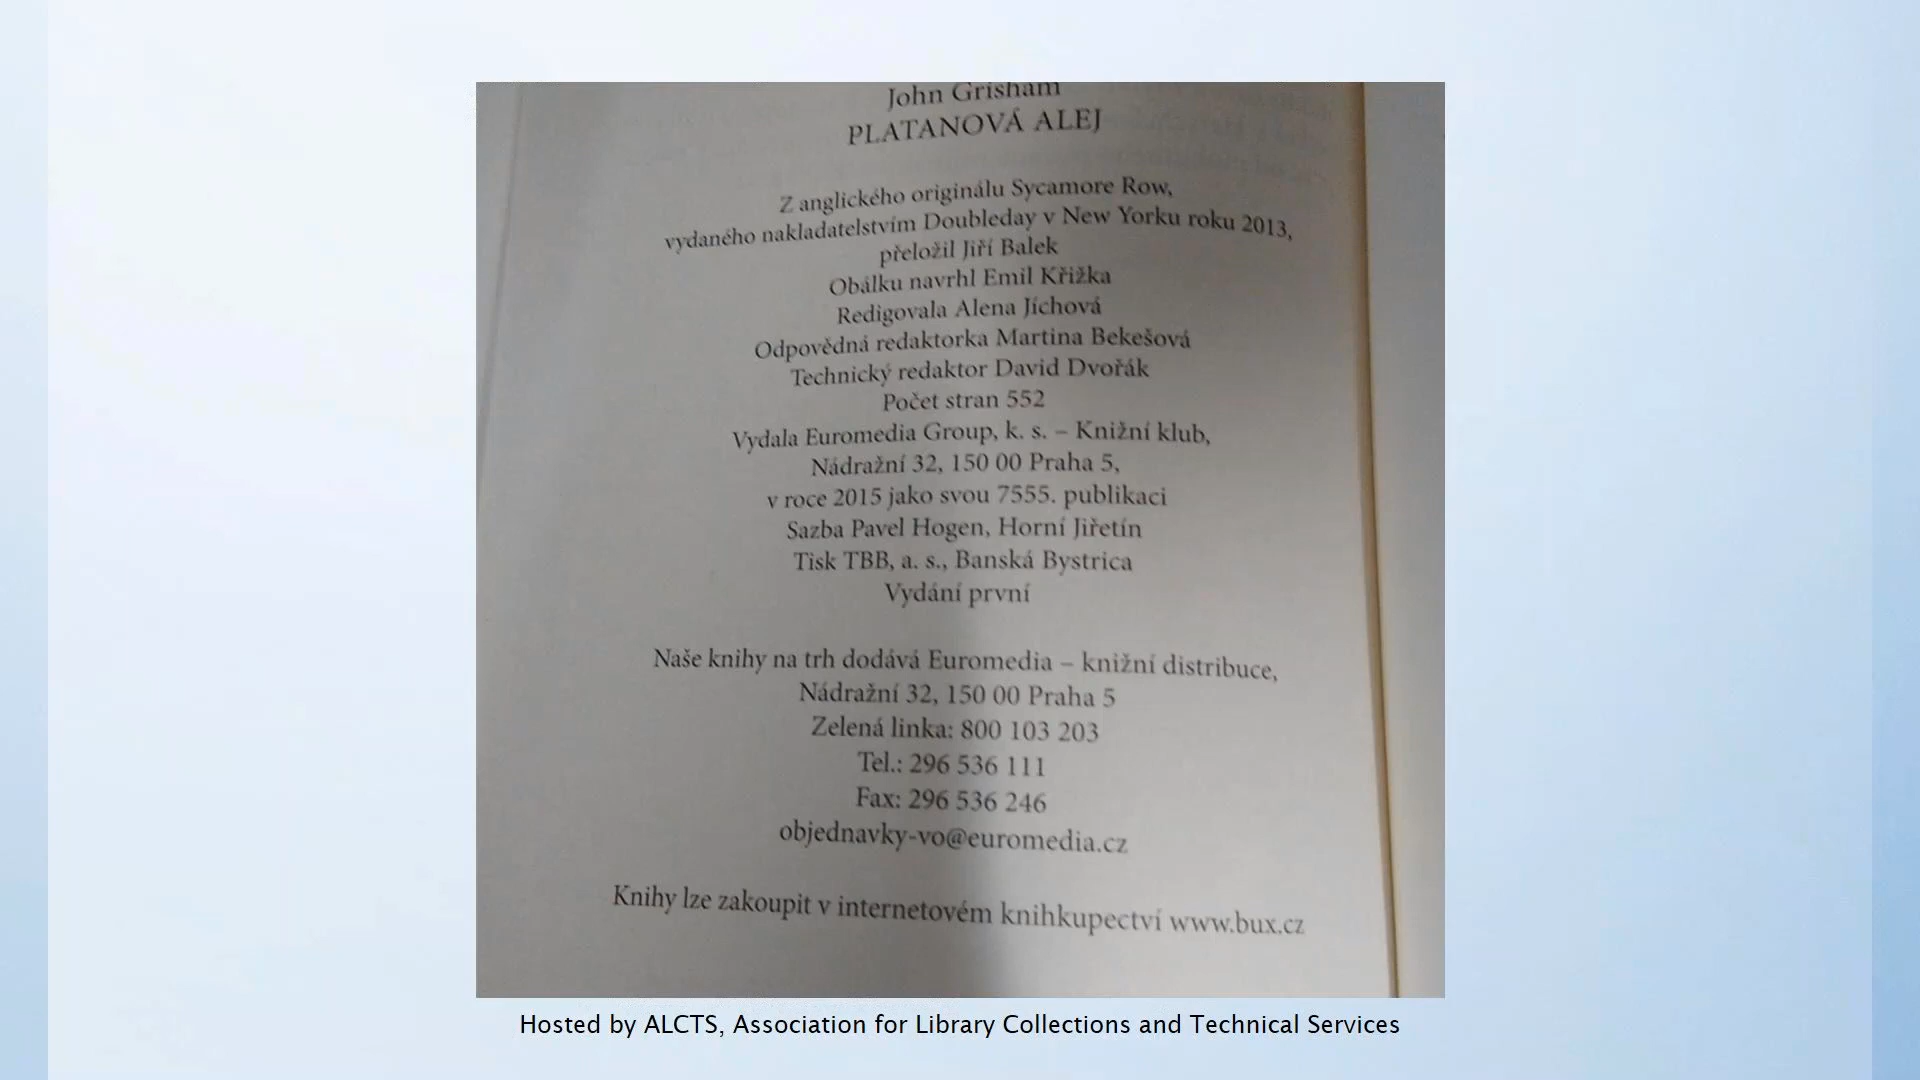 John Grisham
PLATANOVÁ ALEJ
Z anglického originálu Sycamore Row,
vydaného nakladatelstvím Doubleday v New Yorku roku 2013,
přeložil Jiří Balek
Obálku navrhl Emil Křižka
Redigovala Alena Jíchová
Odpovědná redaktorka Martina Bekešová
Technický redaktor David Dvořák
Počet stran 552
Vydala Euromedia Group, k. s. – Knižní klub,
Nádražní 32, 150 00 Praha 5,
v roce 2015 jako svou 7555. publikaci
Sazba Pavel Hogen, Horní Jiřetín
Tisk TBB, a. s., Banská Bystrica
Vydání první
Naše knihy na trh dodává Euromedia – knižní distribuce,
Nádražní 32, 150 00 Praha 5
Zelená linka: 800 103 203
Tel.: 296 536 111
Fax: 296 536 246
objednavky-vo@euromedia.cz
Knihy lze zakoupit v internetovém knihkupectví www.bux.cz
Hosted by ALCTS, Association for Library Collections and Technical Services